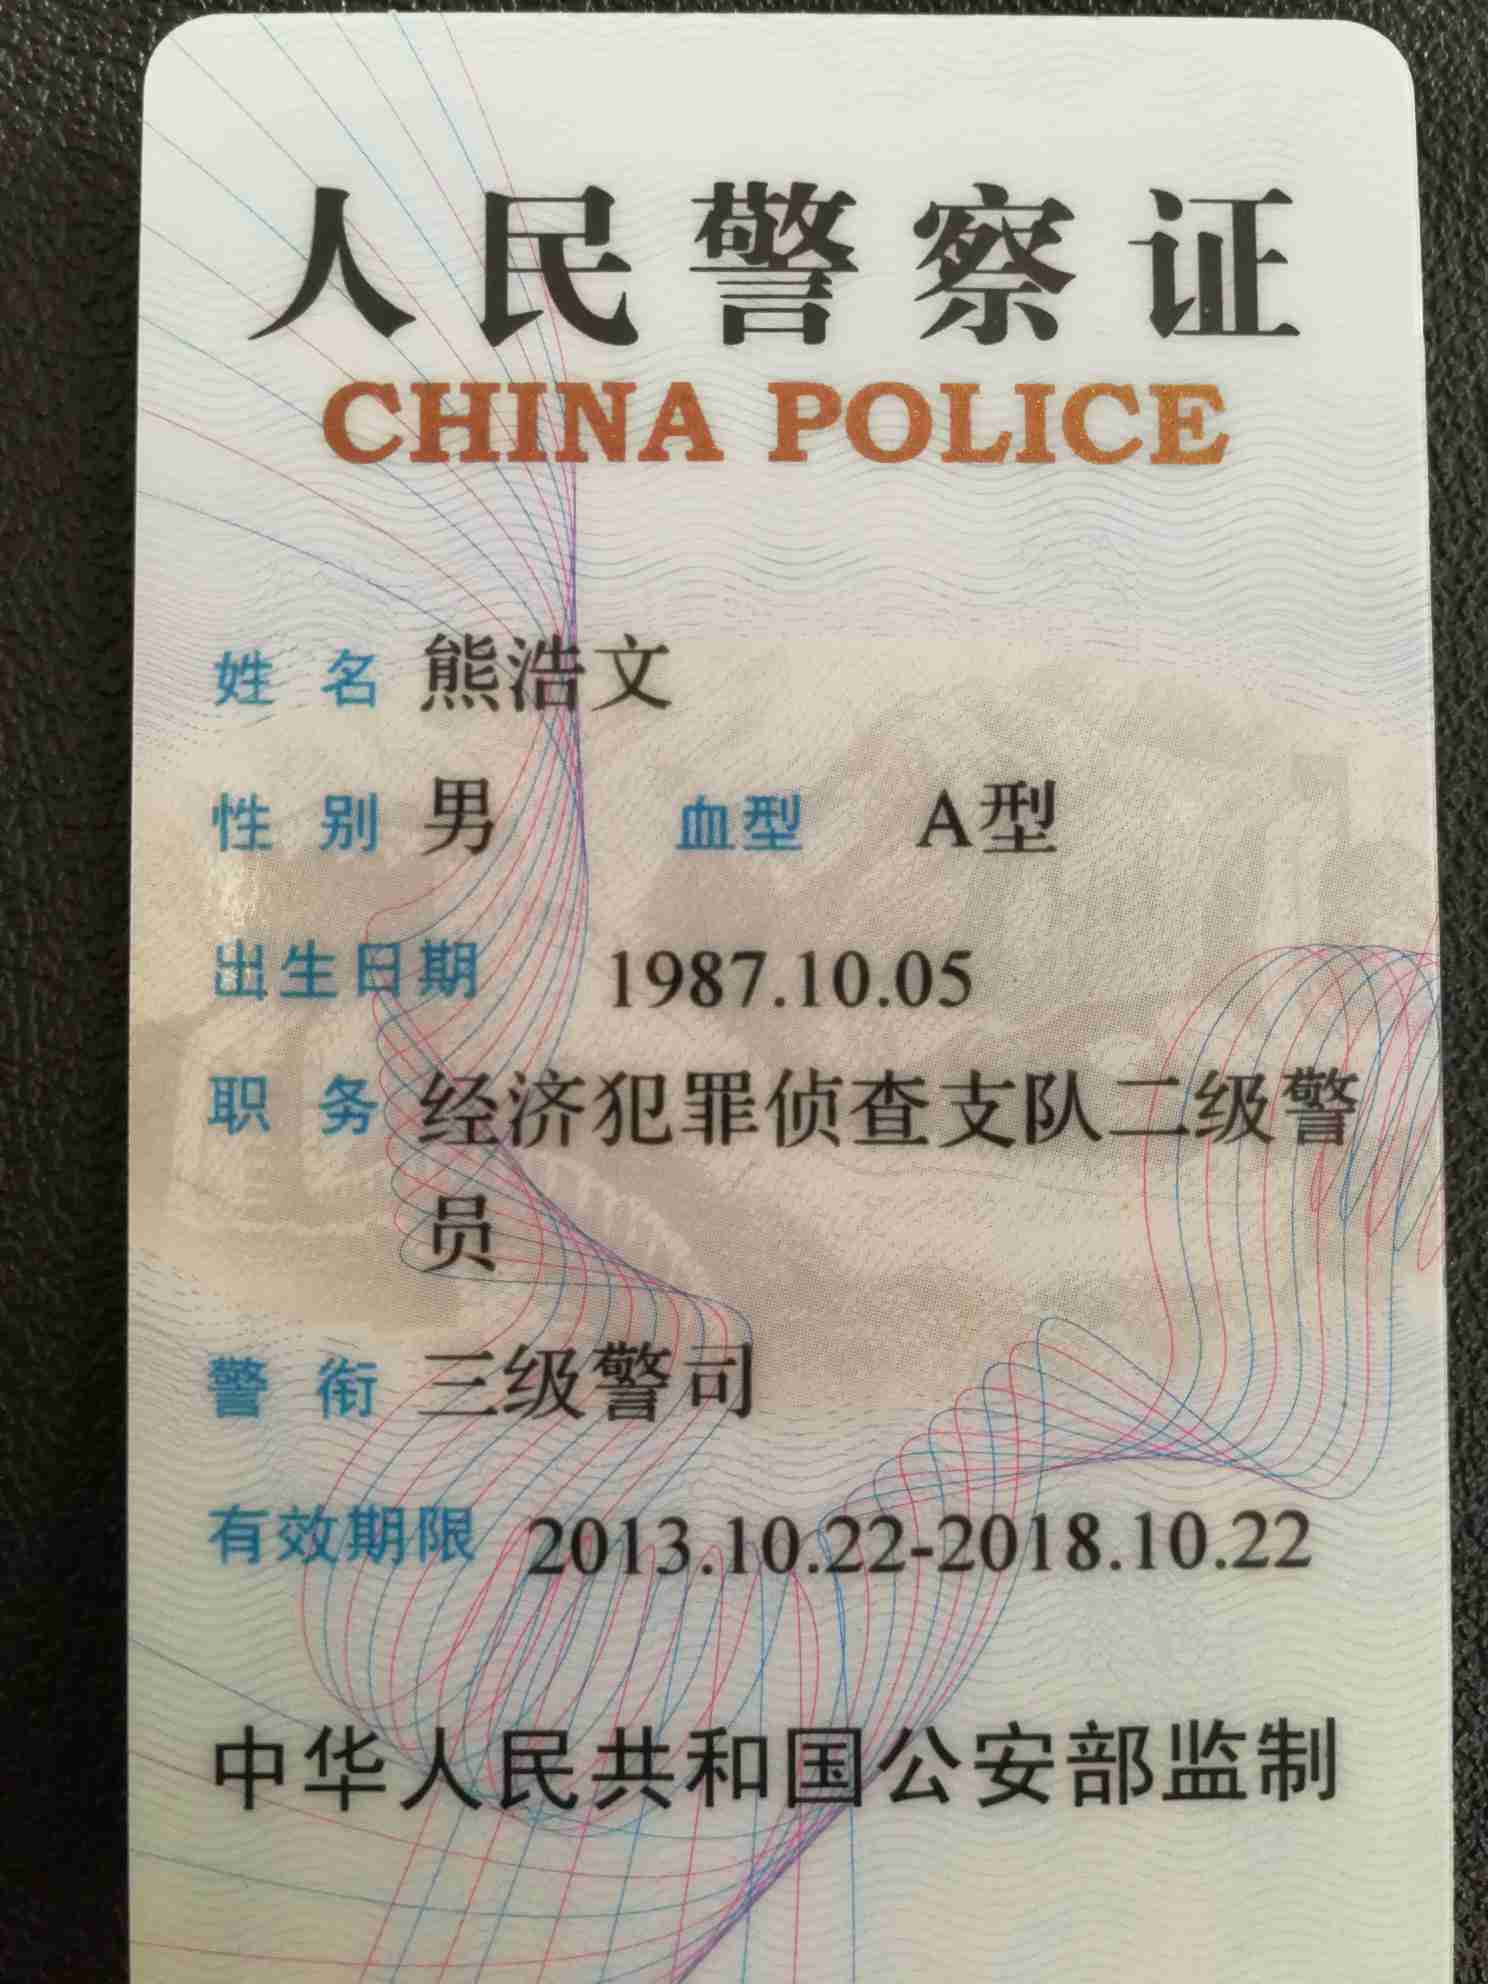 人民警察证
CHINA POLICE
姓 名 熊浩文
性 别 男 血型 A型
出生日期 1987.10.05
职 务 经济犯罪侦查支队二级警
员
警 衔 三级警司
有效期限 2013.10.22-2018.10.22
中华人民共和国公安部监制